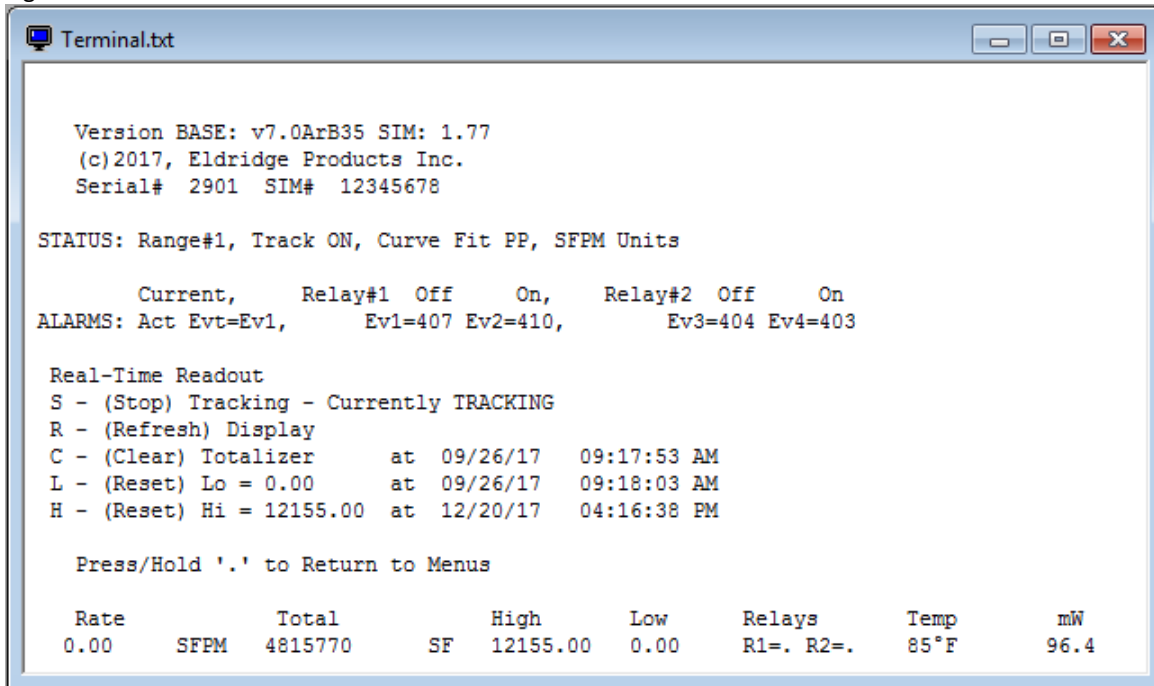 Terminal.txt
Version BASE: v7.0ArB35 SIM: 1.77
(c)2017, Eldridge Products Inc.
Serial# 2901 SIM# 12345678
STATUS: Range#1, Track ON, Curve Fit PP, SFPM Units
Current, Relay#1 Off On, Relay#2 Off On
ALARMS: Act Evt=Ev1, Ev1=407 Ev2=410, Ev3=404 Ev4=403
Real-Time Readout
S - (Stop) Tracking - Currently TRACKING
R - (Refresh) Display
C - (Clear) Totalizer at 09/26/17 09:17:53 AM
L - (Reset) Lo = 0.00 at 09/26/17 09:18:03 AM
H - (Reset) Hi = 12155.00 at 12/20/17 04:16:38 PM
Press/Hold '.' to Return to Menus
Rate Total High Low Relays Temp mW
0.00 SFPM 4815770 SF 12155.00 0.00 R1=. R2=. 85°F 96.4